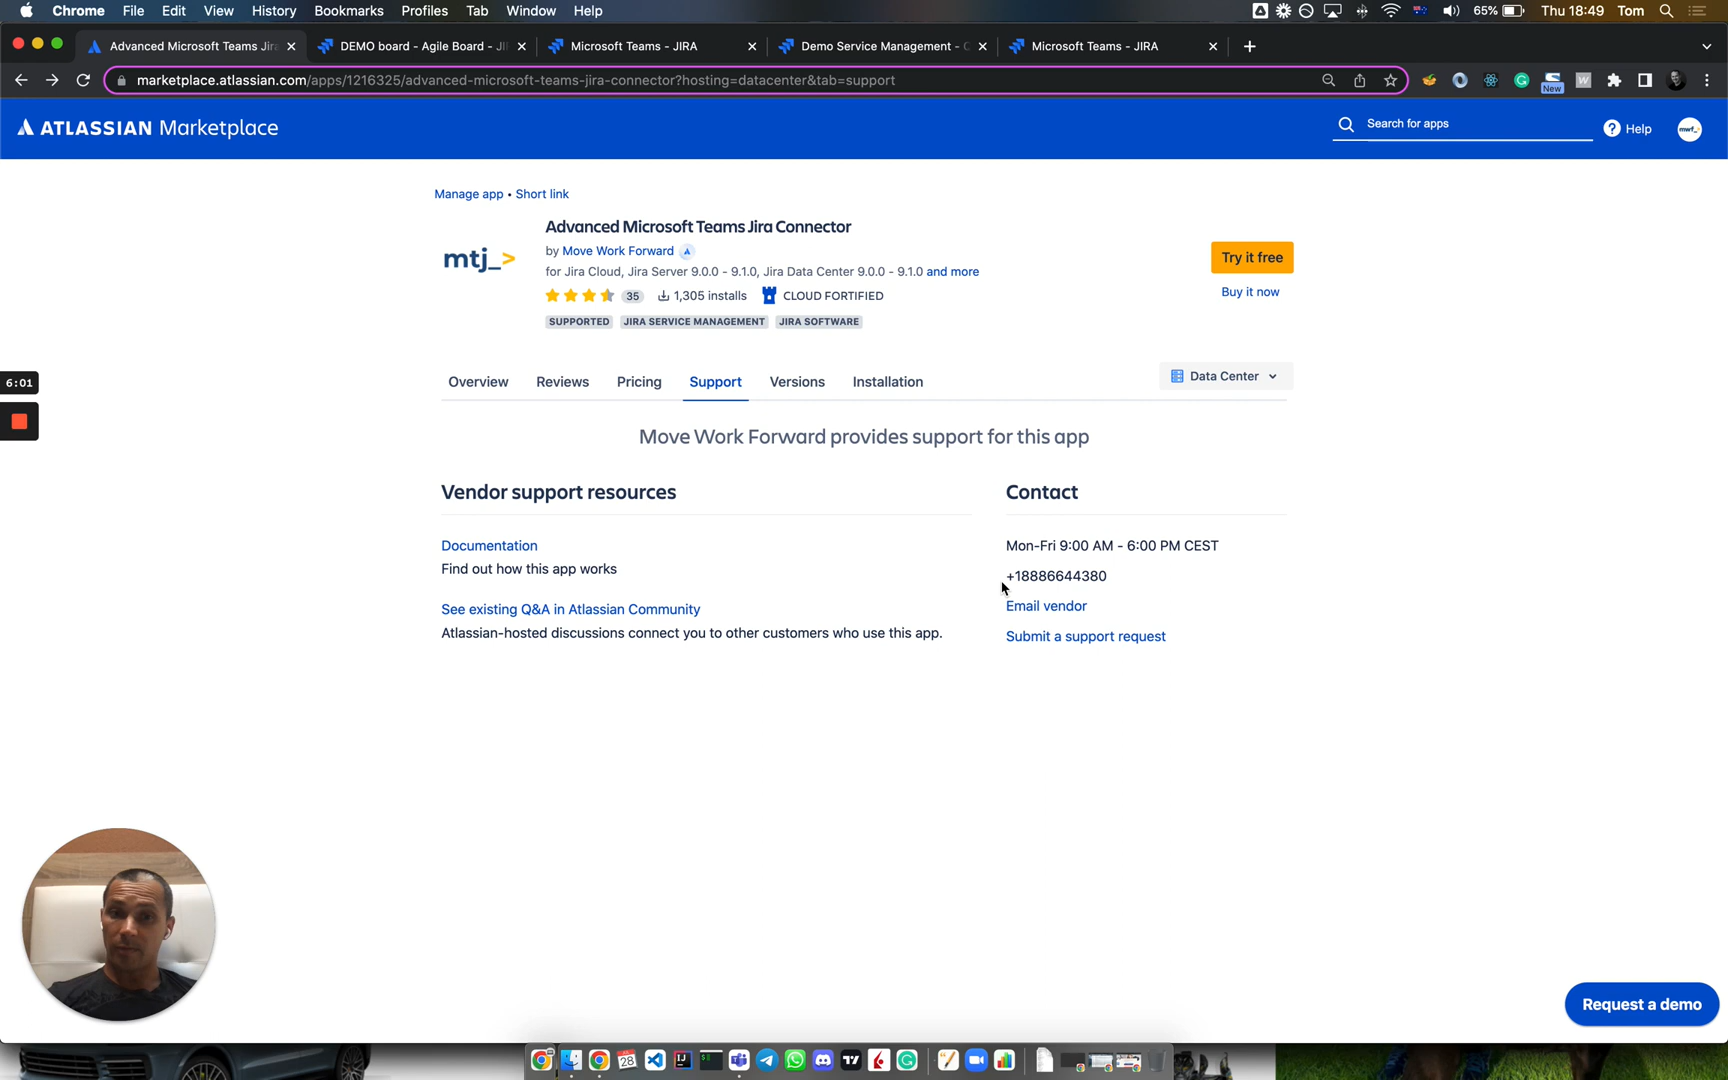 Chrome File Edit View History Bookmarks Profiles Tab Window Help 65% Thu 18:49 Tom
Advanced Microsoft Teams Jira DEMO board - Agile Board - JI Microsoft Teams - JIRA Demo Service Management - Microsoft Teams - JIRA
marketplace.atlassian.com/apps/1216325/advanced-microsoft-teams-jira-connector?hosting=datacenter&tab=support
New
ATLASSIAN Marketplace
Search for apps
Help
mwf_
Manage app • Short link
mtj_>
Advanced Microsoft Teams Jira Connector
by Move Work Forward
for Jira Cloud, Jira Server 9.0.0 - 9.1.0, Jira Data Center 9.0.0 - 9.1.0 and more
35 1,305 installs CLOUD FORTIFIED
SUPPORTED JIRA SERVICE MANAGEMENT JIRA SOFTWARE
Try it free
Buy it now
6:01
Overview Reviews Pricing Support Versions Installation
Data Center
Move Work Forward provides support for this app
Vendor support resources
Documentation
Find out how this app works
See existing Q&A in Atlassian Community
Atlassian-hosted discussions connect you to other customers who use this app.
Contact
Mon-Fri 9:00 AM - 6:00 PM CEST
+18886644380
Email vendor
Submit a support request
Request a demo
28